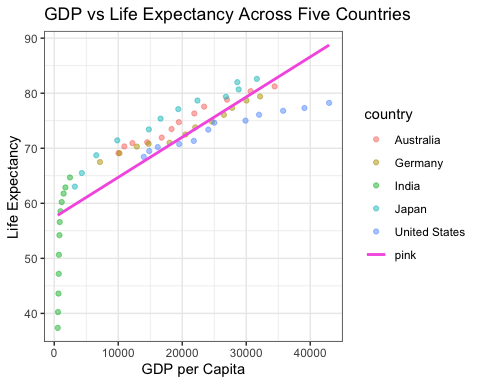 GDP vs Life Expectancy Across Five Countries
90
80
70
60
50
40
Life Expectancy
0 10000 20000 30000 40000
GDP per Capita
country
Australia
Germany
India
Japan
United States
pink